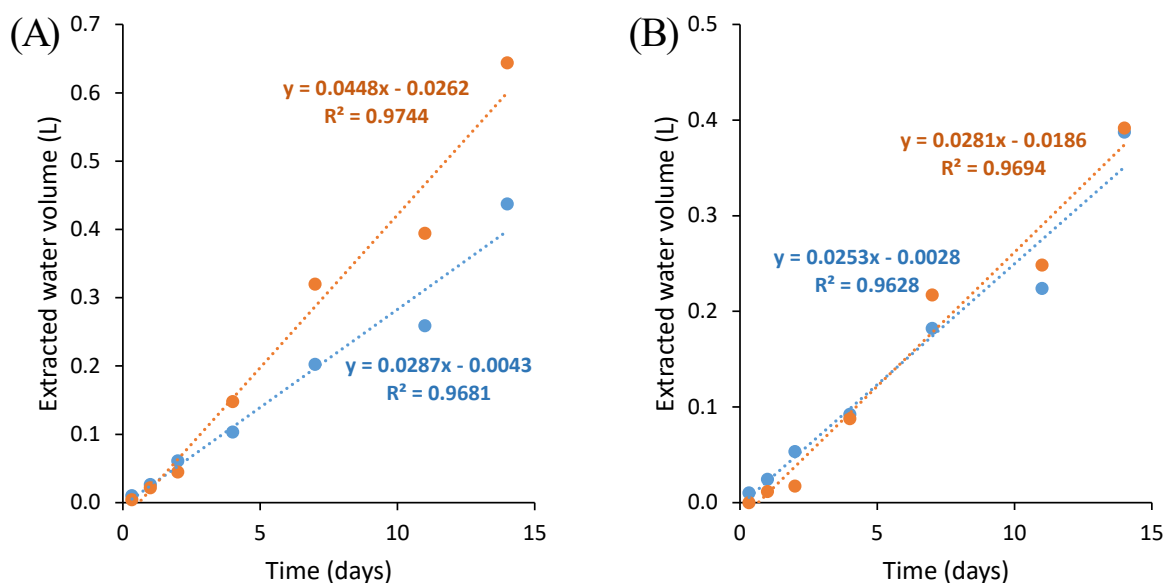 (A)
0.7
0.6
0.5
0.4
0.3
0.2
0.1
0.0
0
5
10
15
Extracted water volume (L)
Time (days)
y = 0.0448x - 0.0262
R² = 0.9744
y = 0.0287x - 0.0043
R² = 0.9681
(B)
0.5
0.4
0.3
0.2
0.1
0.0
0
5
10
15
Extracted water volume (L)
Time (days)
y = 0.0281x - 0.0186
R² = 0.9694
y = 0.0253x - 0.0028
R² = 0.9628